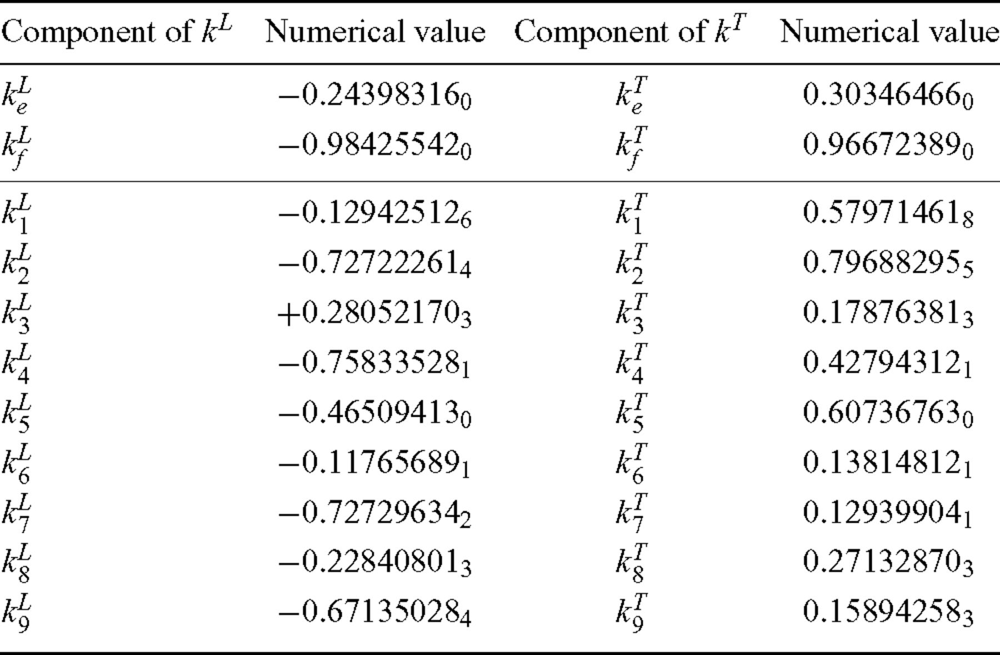 Component of k^L Numerical value Component of k^T Numerical value
k_e^L −0.24398316_0 k_e^T 0.30346466_0
k_f^L −0.98425542_0 k_f^T 0.96672389_0
k_1^L −0.12942512_6 k_1^T 0.57971461_8
k_2^L −0.72722261_4 k_2^T 0.79688295_5
k_3^L +0.28052170_3 k_3^T 0.17876381_3
k_4^L −0.75833528_1 k_4^T 0.42794312_1
k_5^L −0.46509413_0 k_5^T 0.60736763_0
k_6^L −0.11765689_1 k_6^T 0.13814812_1
k_7^L −0.72729634_2 k_7^T 0.12939904_1
k_8^L −0.22840801_3 k_8^T 0.27132870_3
k_9^L −0.67135028_4 k_9^T 0.15894258_3